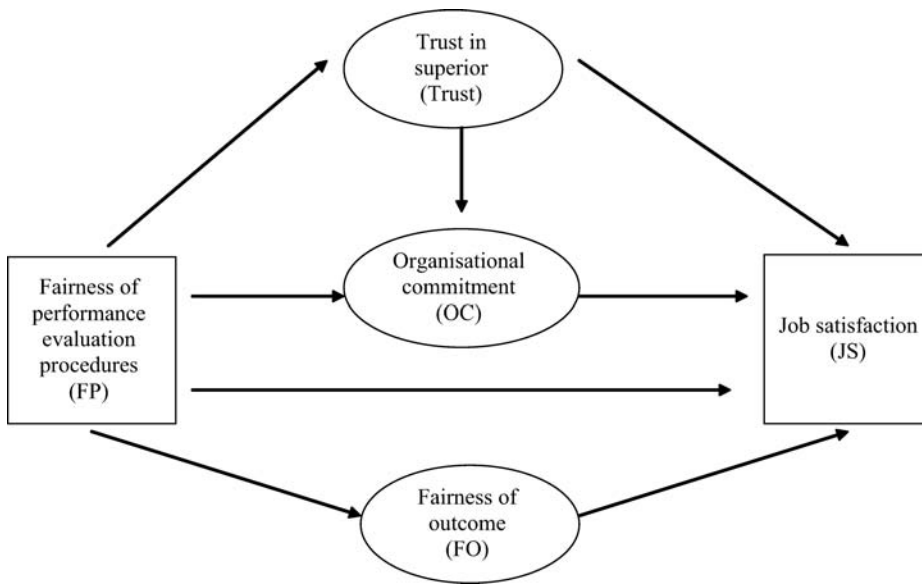 Trust in
superior
(Trust)
Organisational
commitment
(OC)
Fairness of
performance
evaluation
procedures
(FP)
Job satisfaction
(JS)
Fairness of
outcome
(FO)